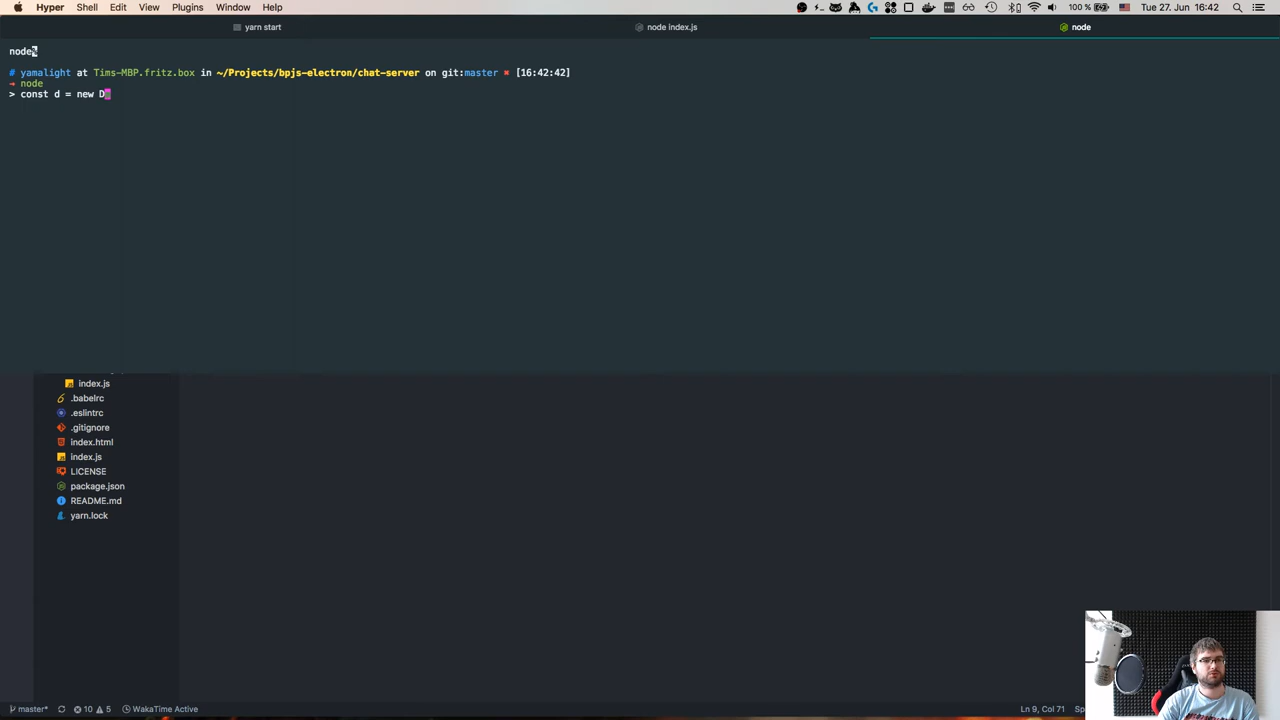 Hyper Shell Edit View Plugins Window Help 100 % Tue 27. Jun 16:42
yarn start node index.js node
node
# yamalight at Tims-MBP.fritz.box in ~/Projects/bpjs-electron/chat-server on git:master ✖ [16:42:42]
→ node
> const d = new D
index.js
.babelrc
.eslintrc
.gitignore
index.html
index.js
LICENSE
package.json
README.md
yarn.lock
master* 10 5 WakaTime Active Ln 9, Col 71